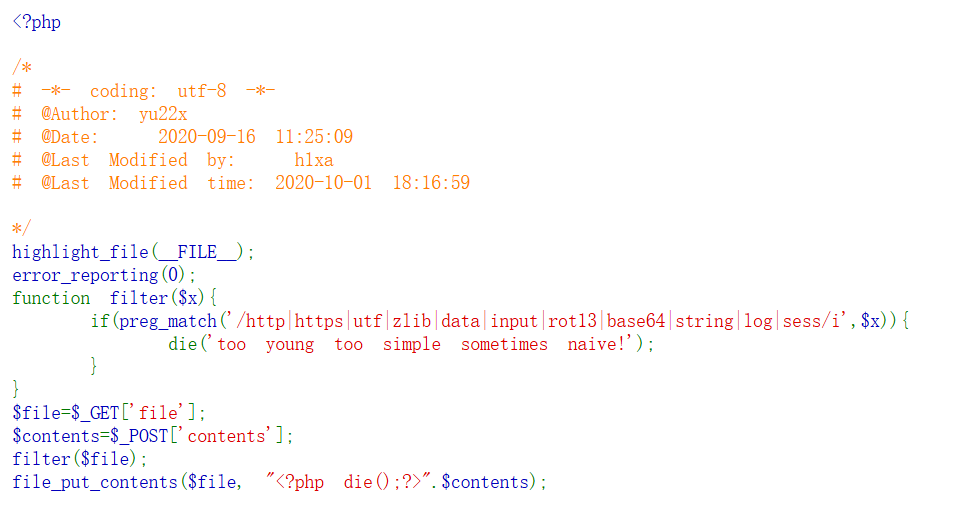 <?php
/*
# -*- coding: utf-8 -*-
# @Author: yu22x
# @Date: 2020-09-16 11:25:09
# @Last Modified by: h1xa
# @Last Modified time: 2020-10-01 18:16:59
*/
highlight_file(__FILE__);
error_reporting(0);
function filter($x){
if(preg_match('/http|https|utf|zlib|data|input|rot13|base64|string|log|sess/i',$x)){
die('too young too simple sometimes naive!');
}
}
$file=$_GET['file'];
$contents=$_POST['contents'];
filter($file);
file_put_contents($file, "<?php die();?>".$contents);